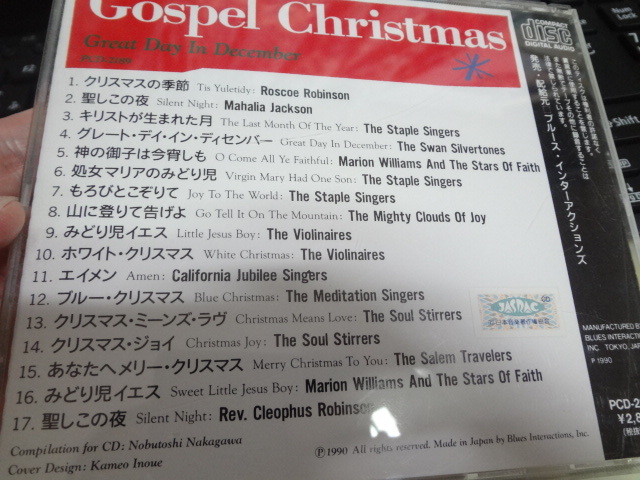 Gospel Christmas
Great Day In December
COMPACT
disc
DIGITAL AUDIO
1. クリスマスの季節 Tis Yuletidy: Roscoe Robinson
2. 聖しこの夜 Silent Night: Mahalia Jackson
3. キリストが生まれた月 The Last Month Of The Year: The Staple Singers
4. グレート・デイ・イン・ディセンバー Great Day In December: The Swan Silvertones
5. 神の御子は今宵しも O Come All Ye Faithful: Marion Williams And The Stars Of Faith
6. 処女マリアのみどり児 Virgin Mary Had One Son: The Staple Singers
7. もろびとこぞりて Joy To The World: The Staple Singers
8. 山に登りて告げよ Go Tell It On The Mountain: The Mighty Clouds Of Joy
9. みどり児イエス Little Jesus Boy: The Violinaires
10. ホワイト・クリスマス White Christmas: The Violinaires
11. エイメン Amen: California Jubilee Singers
12. ブルー・クリスマス Blue Christmas: The Meditation Singers
13. クリスマス・ミーンズ・ラヴ Christmas Means Love: The Soul Stirrers
14. クリスマス・ジョイ Christmas Joy: The Soul Stirrers
15. あなたへメリー・クリスマス Merry Christmas To You: The Salem Travelers
16. みどり児イエス Sweet Little Jesus Boy: Marion Williams And The Stars Of Faith
17. 聖しこの夜 Silent Night: Rev. Cleophus Robinson
Compilation for CD: Nobutoshi Nakagawa
Cover Design: Kameo Inoue
Ⓟ 1990 All rights reserved. Made in Japan by Blues Interactions, Inc.
発売・配給元・ブルース・インターアクションズ
JASRAC
MANUFACTURED B
BLUES INTERAC
INC. TOKYO, JA
P 1990
PCD-2
¥2,8